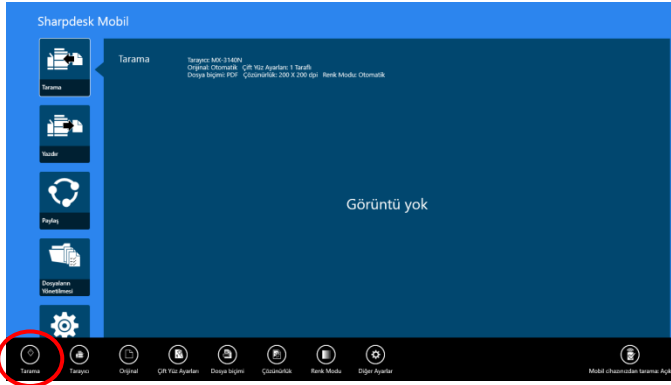 Sharpdesk Mobil
Tarama
Tarama
Tarayıcı: MX-3140N
Orijinal: Otomatik Çift Yüz Ayarları: 1 Taraflı
Dosya biçimi: PDF Çözünürlük: 200 X 200 dpi Renk Modu: Otomatik
Yazdır
Görüntü yok
Paylaş
Dosyaların
Yönetilmesi
Tarama
Tarayıcı
Orijinal
Çift Yüz Ayarları
Dosya biçimi
Çözünürlük
Renk Modu
Diğer Ayarlar
Mobil cihazınızdan tarama: Açık